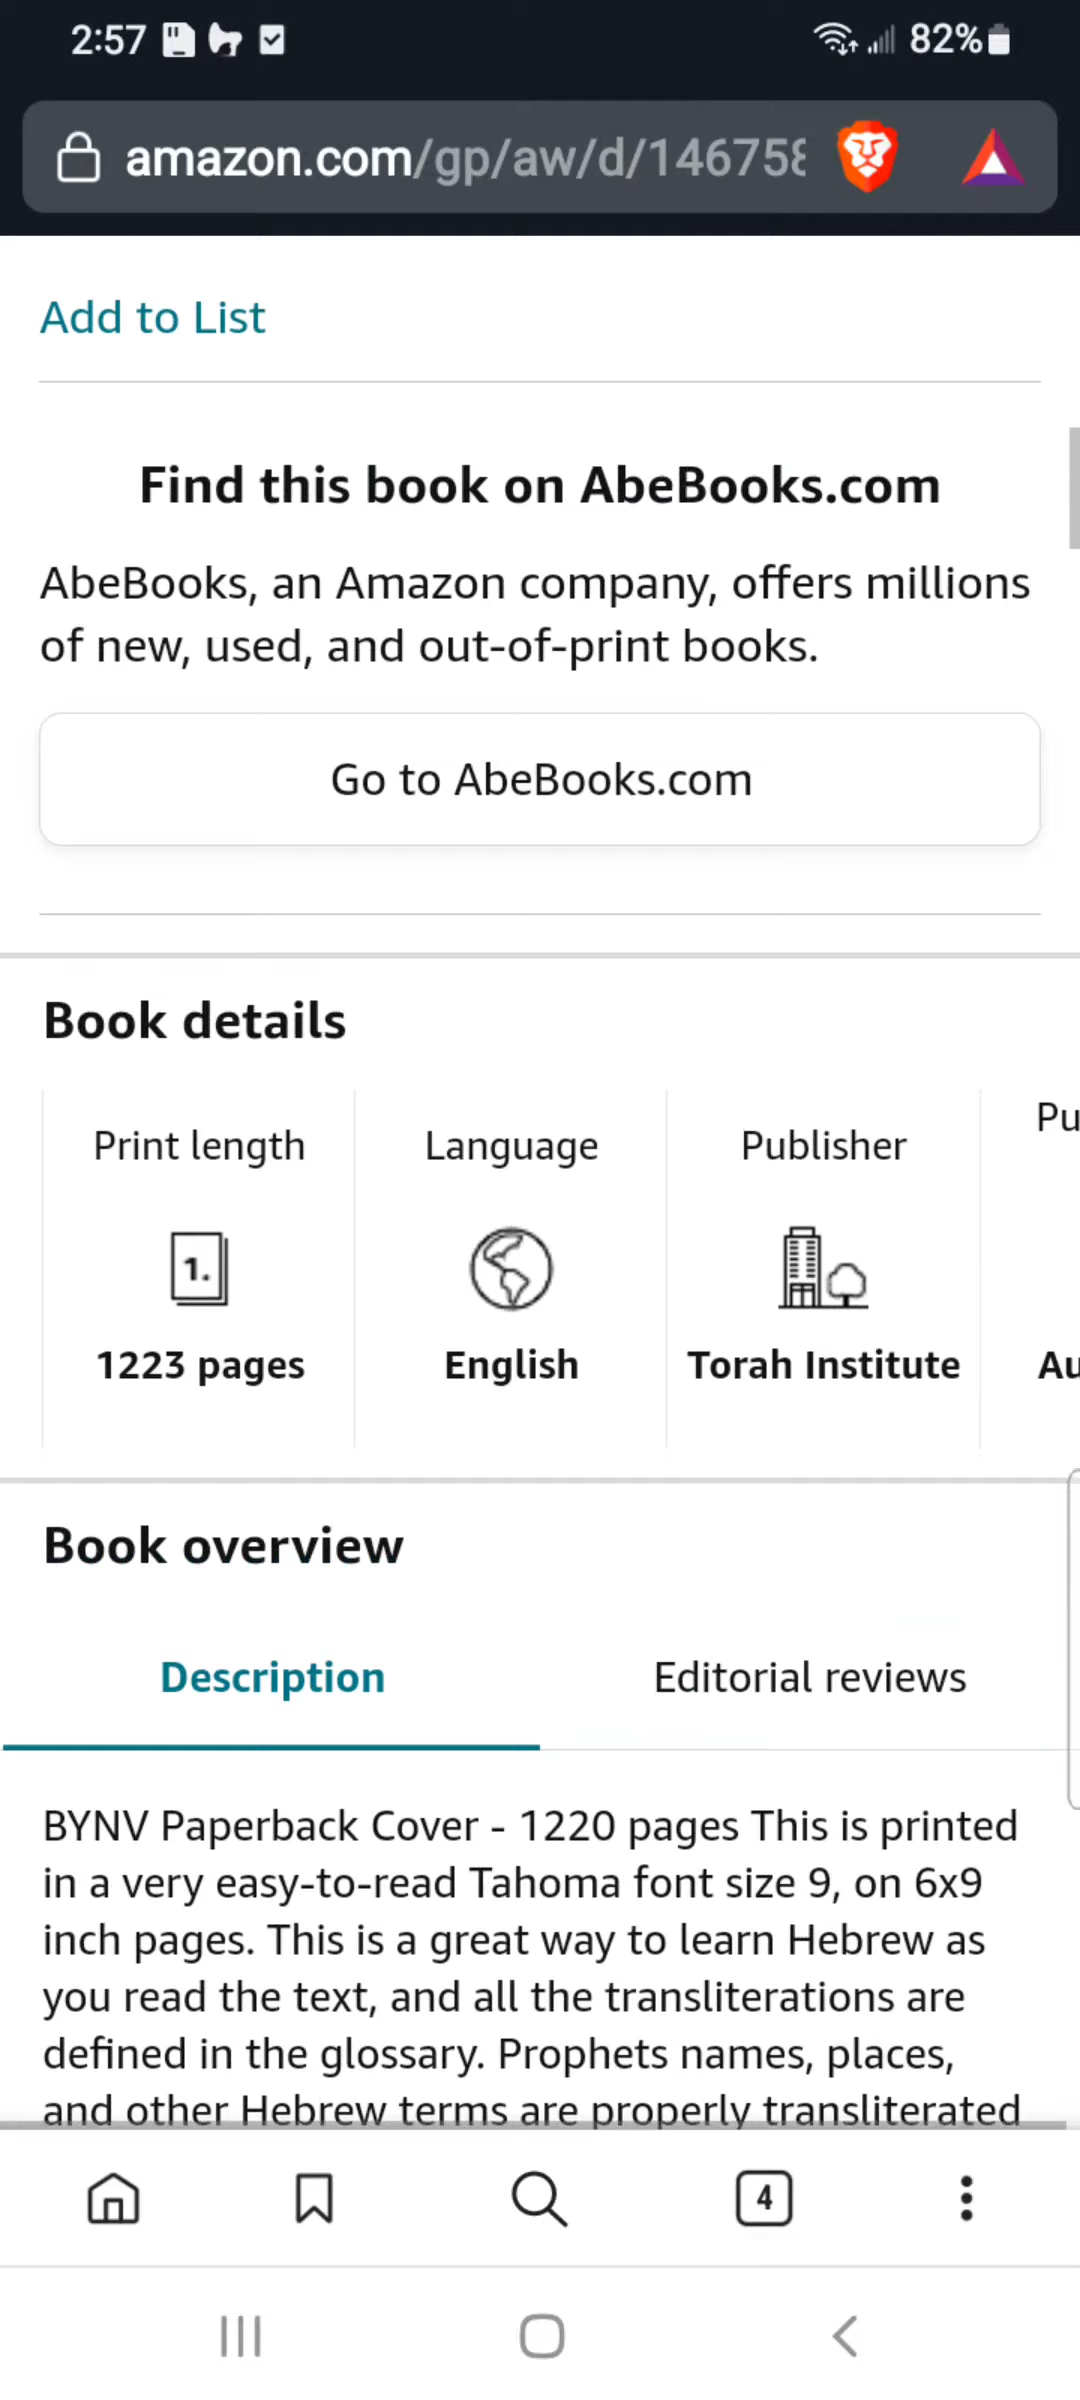 2:57
82%
amazon.com/gp/aw/d/146758
Add to List
Find this book on AbeBooks.com
AbeBooks, an Amazon company, offers millions
of new, used, and out-of-print books.
Go to AbeBooks.com
Book details
Print length
1.
1223 pages
Language
English
Publisher
Torah Institute
Pu
Au
Book overview
Description
Editorial reviews
BYNV Paperback Cover - 1220 pages This is printed
in a very easy-to-read Tahoma font size 9, on 6x9
inch pages. This is a great way to learn Hebrew as
you read the text, and all the transliterations are
defined in the glossary. Prophets names, places,
and other Hebrew terms are properly transliterated
4